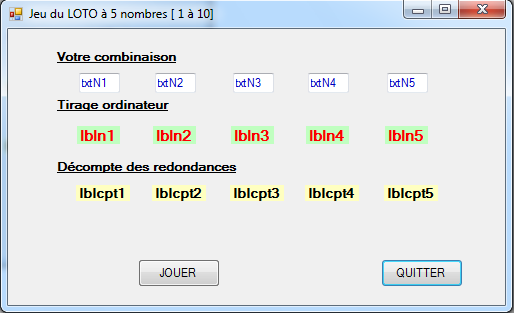 Jeu du LOTO à 5 nombres [ 1 à 10]
Votre combinaison
txtN1 txtN2 txtN3 txtN4 txtN5
Tirage ordinateur
lbln1 lbln2 lbln3 lbln4 lbln5
Décompte des redondances
lblcpt1 lblcpt2 lblcpt3 lblcpt4 lblcpt5
JOUER QUITTER